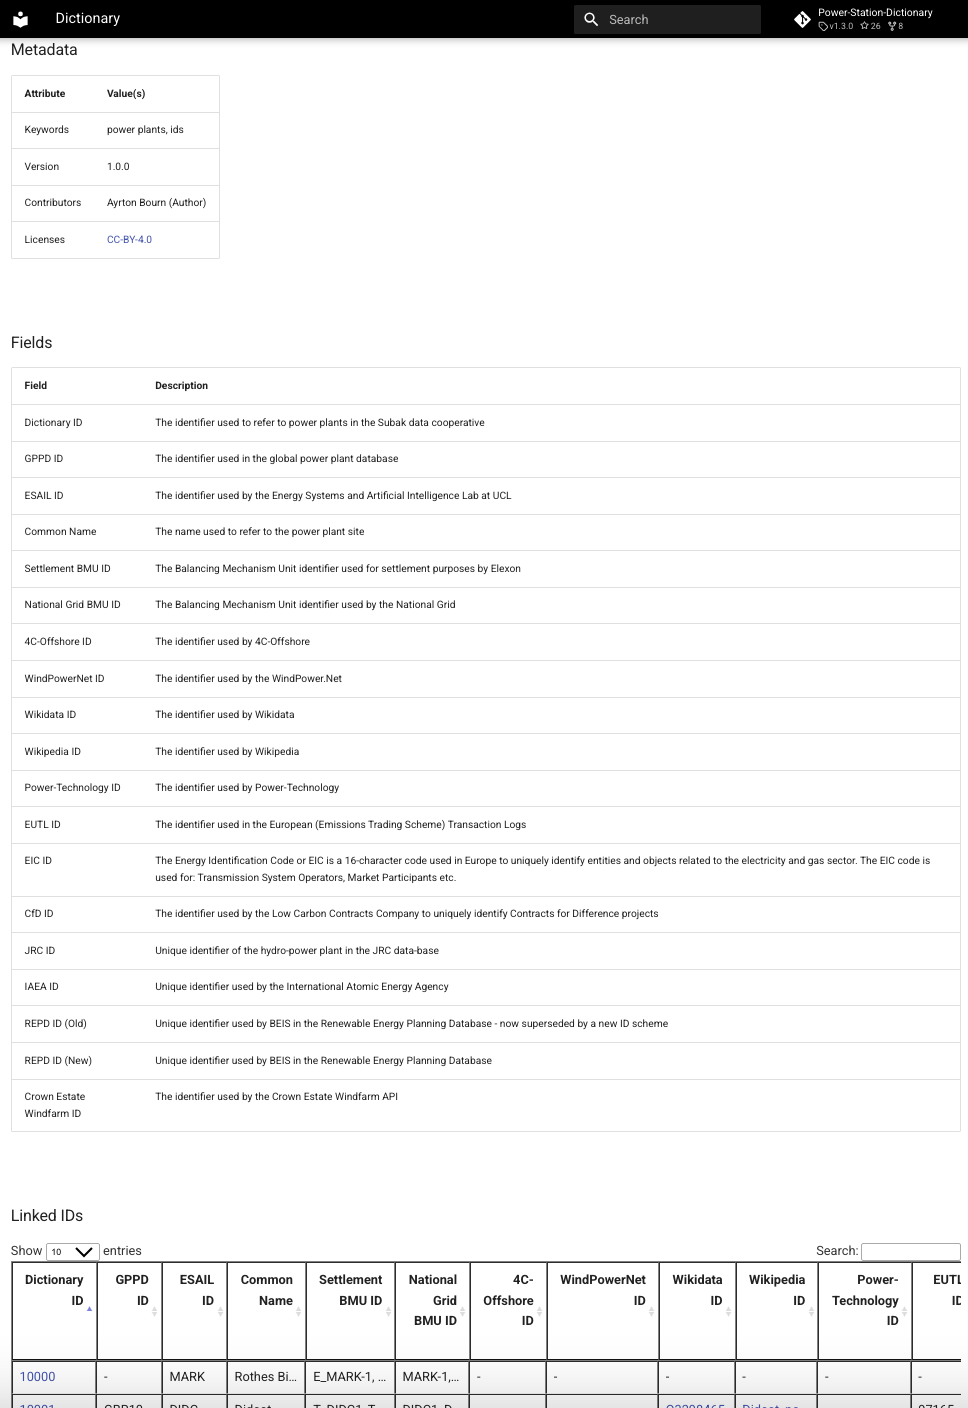 Dictionary
Search
Power-Station-Dictionary
v1.3.0 26 8
Metadata
Attribute Value(s)
Keywords power plants, ids
Version 1.0.0
Contributors Ayrton Bourn (Author)
Licenses CC-BY-4.0
Fields
Field Description
Dictionary ID The identifier used to refer to power plants in the Subak data cooperative
GPPD ID The identifier used in the global power plant database
ESAIL ID The identifier used by the Energy Systems and Artificial Intelligence Lab at UCL
Common Name The name used to refer to the power plant site
Settlement BMU ID The Balancing Mechanism Unit identifier used for settlement purposes by Elexon
National Grid BMU ID The Balancing Mechanism Unit identifier used by the National Grid
4C-Offshore ID The identifier used by 4C-Offshore
WindPowerNet ID The identifier used by the WindPower.Net
Wikidata ID The identifier used by Wikidata
Wikipedia ID The identifier used by Wikipedia
Power-Technology ID The identifier used by Power-Technology
EUTL ID The identifier used in the European (Emissions Trading Scheme) Transaction Logs
EIC ID The Energy Identification Code or EIC is a 16-character code used in Europe to uniquely identify entities and objects related to the electricity and gas sector. The EIC code is
used for: Transmission System Operators, Market Participants etc.
CfD ID The identifier used by the Low Carbon Contracts Company to uniquely identify Contracts for Difference projects
JRC ID Unique identifier of the hydro-power plant in the JRC data-base
IAEA ID Unique identifier used by the International Atomic Energy Agency
REPD ID (Old) Unique identifier used by BEIS in the Renewable Energy Planning Database - now superseded by a new ID scheme
REPD ID (New) Unique identifier used by BEIS in the Renewable Energy Planning Database
Crown Estate The identifier used by the Crown Estate Windfarm API
Windfarm ID
Linked IDs
Show 10 entries Search:
Dictionary GPPD ESAIL Common Settlement National 4C- WindPowerNet Wikidata Wikipedia Power- EUTL
ID ID ID Name BMU ID Grid Offshore ID ID ID Technology ID
BMU ID ID ID
10000 - MARK Rothes Bi... E_MARK-1, ... MARK-1,... - - - - - -